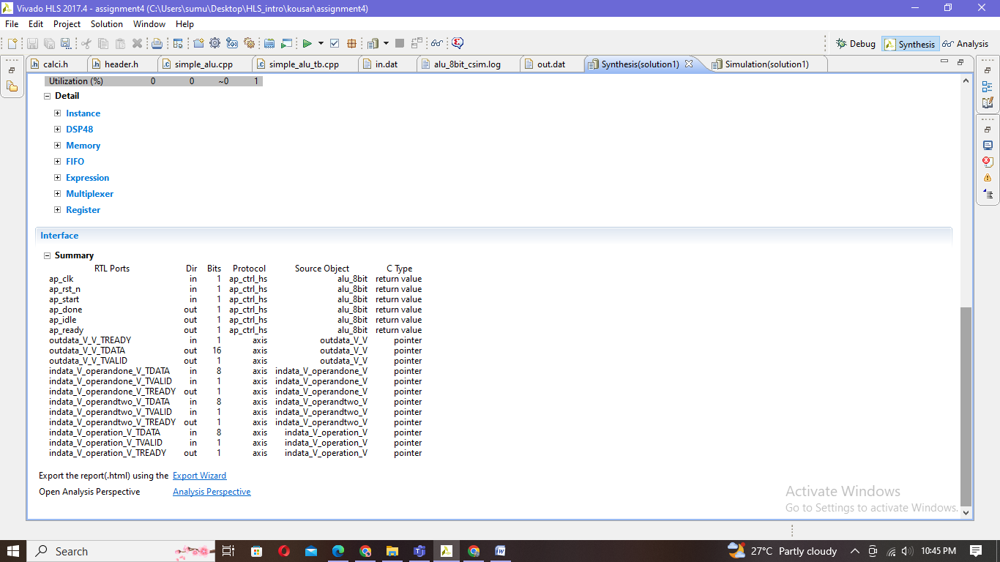 Vivado HLS 2017.4 - assignment4 (C:\Users\sumu\Desktop\HLS_intro\kousar\assignment4)
File Edit Project Solution Window Help
Debug Synthesis Analysis
calci.h header.h simple_alu.cpp simple_alu_tb.cpp in.dat alu_8bit_csim.log out.dat Synthesis(solution1) Simulation(solution1)
Utilization (%) 0 0 ~0 1
Detail
Instance
DSP48
Memory
FIFO
Expression
Multiplexer
Register
Interface
Summary
RTL Ports Dir Bits Protocol Source Object C Type
ap_clk in 1 ap_ctrl_hs alu_8bit return value
ap_rst_n in 1 ap_ctrl_hs alu_8bit return value
ap_start in 1 ap_ctrl_hs alu_8bit return value
ap_done out 1 ap_ctrl_hs alu_8bit return value
ap_idle out 1 ap_ctrl_hs alu_8bit return value
ap_ready out 1 ap_ctrl_hs alu_8bit return value
outdata_V_V_TREADY in 1 axis outdata_V_V pointer
outdata_V_V_TDATA out 16 axis outdata_V_V pointer
outdata_V_V_TVALID out 1 axis outdata_V_V pointer
indata_V_operandone_V_TDATA in 8 axis indata_V_operandone_V pointer
indata_V_operandone_V_TVALID in 1 axis indata_V_operandone_V pointer
indata_V_operandone_V_TREADY out 1 axis indata_V_operandone_V pointer
indata_V_operandtwo_V_TDATA in 8 axis indata_V_operandtwo_V pointer
indata_V_operandtwo_V_TVALID in 1 axis indata_V_operandtwo_V pointer
indata_V_operandtwo_V_TREADY out 1 axis indata_V_operandtwo_V pointer
indata_V_operation_V_TDATA in 8 axis indata_V_operation_V pointer
indata_V_operation_V_TVALID in 1 axis indata_V_operation_V pointer
indata_V_operation_V_TREADY out 1 axis indata_V_operation_V pointer
Export the report(.html) using the Export Wizard
Open Analysis Perspective Analysis Perspective
Activate Windows
Go to Settings to activate Windows.
Search 27°C Partly cloudy 10:45 PM